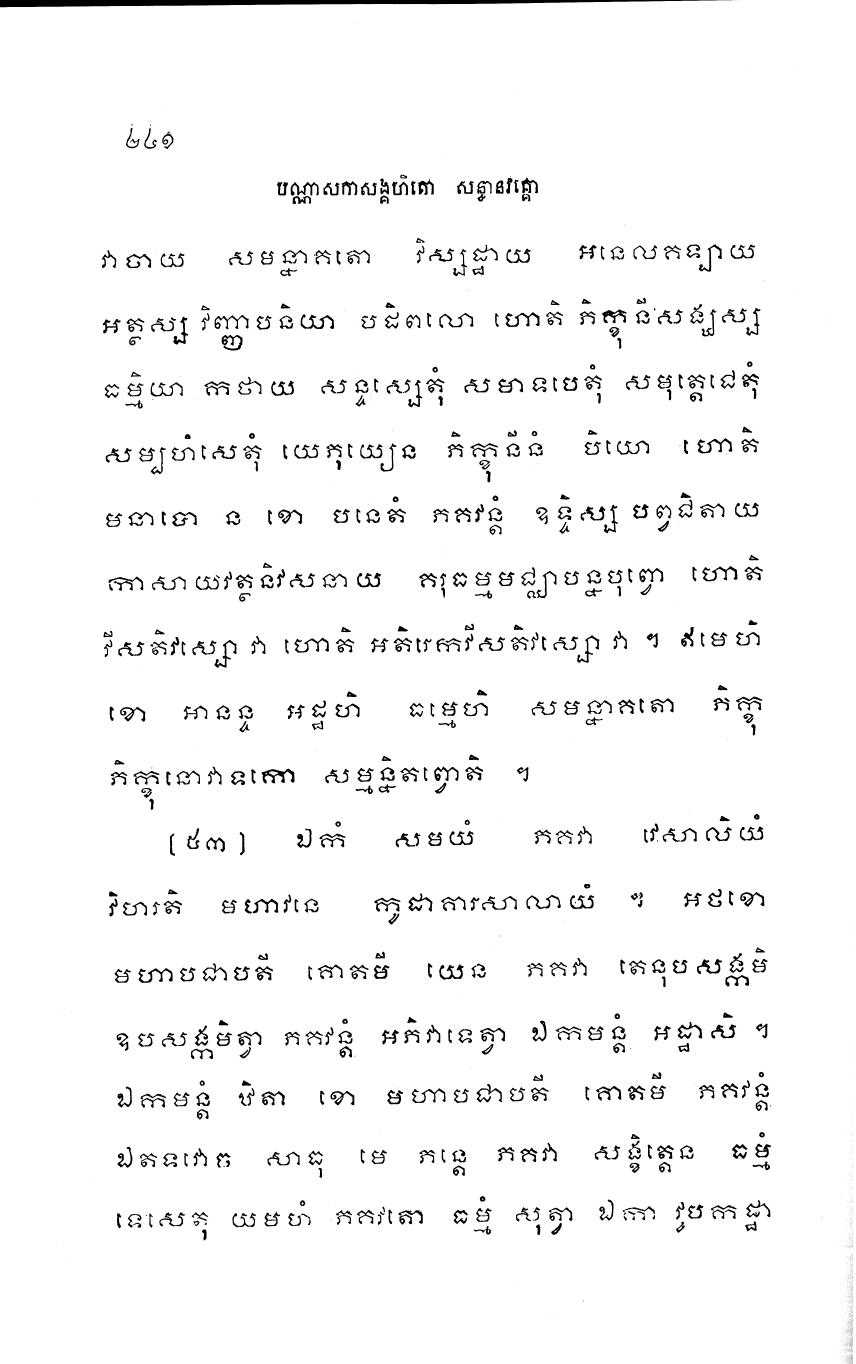 ២៤១
បណ្ណាសកាសង្គហិតោ សន្ធានវគ្គោ
វាចាយ សមន្នាគតោ វិស្សដ្ឋាយ អនេលគឡាយ
អត្ថស្ស វិញ្ញាបនិយា បដិពលោ ហោតិ ភិក្ខុនីសង្ឃស្ស
ធម្មិយា កថាយ សន្ទស្សេតុំ សមាទបេតុំ សមុត្តេជេតុំ
សម្បហំសេតុំ យេភុយ្យេន ភិក្ខុនីនំ បិយោ ហោតិ
មនាបោ ន ខោ បនេតំ ភគវន្តំ ឧទ្ទិស្ស បព្វជិតាយ
កាសាយវត្ថនិវសនាយ គរុធម្មមជ្ឈាបន្នបុព្វោ ហោតិ
វីសតិវស្សោ វា ហោតិ អតិរេកវីសតិវស្សោ វា ។ ឥមេហិ
ខោ អានន្ទ អដ្ឋហិ ធម្មេហិ សមន្នាគតោ ភិក្ខុ
ភិក្ខុនោវាទកោ សម្មន្និតព្វោតិ ។
[៥៣] ឯកំ សមយំ ភគវា វេសាលិយំ
វិហរតិ មហាវនេ កូដាគារសាលាយំ ។ អថខោ
មហាបជាបតី គោតមី យេន ភគវា តេនុបសង្កមិ
ឧបសង្កមិត្វា ភគវន្តំ អភិវាទេត្វា ឯកមន្តំ អដ្ឋាសិ ។
ឯកមន្តំ ឋិតា ខោ មហាបជាបតី គោតមី ភគវន្តំ
ឯតទវោច សាធុ មេ ភន្តេ ភគវា សង្ខិត្តេន ធម្មំ
ទេសេតុ យមហំ ភគវតោ ធម្មំ សុត្វា ឯកា វូបកដ្ឋា